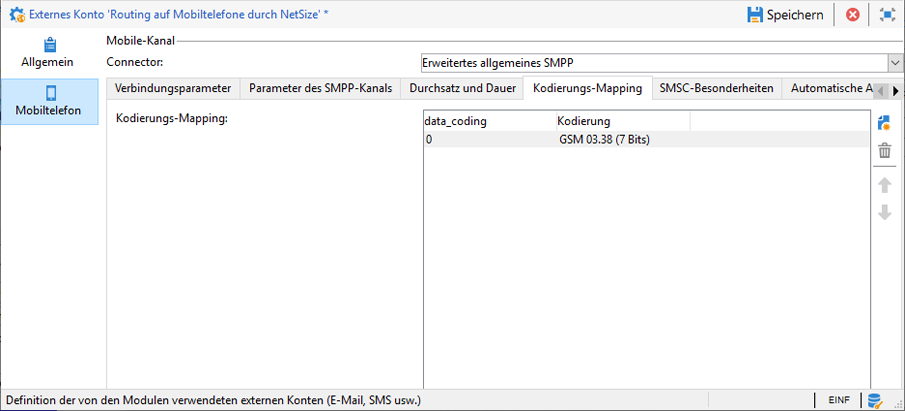 Externes Konto 'Routing auf Mobiltelefone durch NetSize' *
Speichern
Allgemein
Mobiltelefon
Mobile-Kanal
Connector:
Erweitertes allgemeines SMPP
Verbindungsparameter
Parameter des SMPP-Kanals
Durchsatz und Dauer
Kodierungs-Mapping
SMSC-Besonderheiten
Automatische A
Kodierungs-Mapping:
data_coding
Kodierung
0
GSM 03.38 (7 Bits)
Definition der von den Modulen verwendeten externen Konten (E-Mail, SMS usw.)
EINF